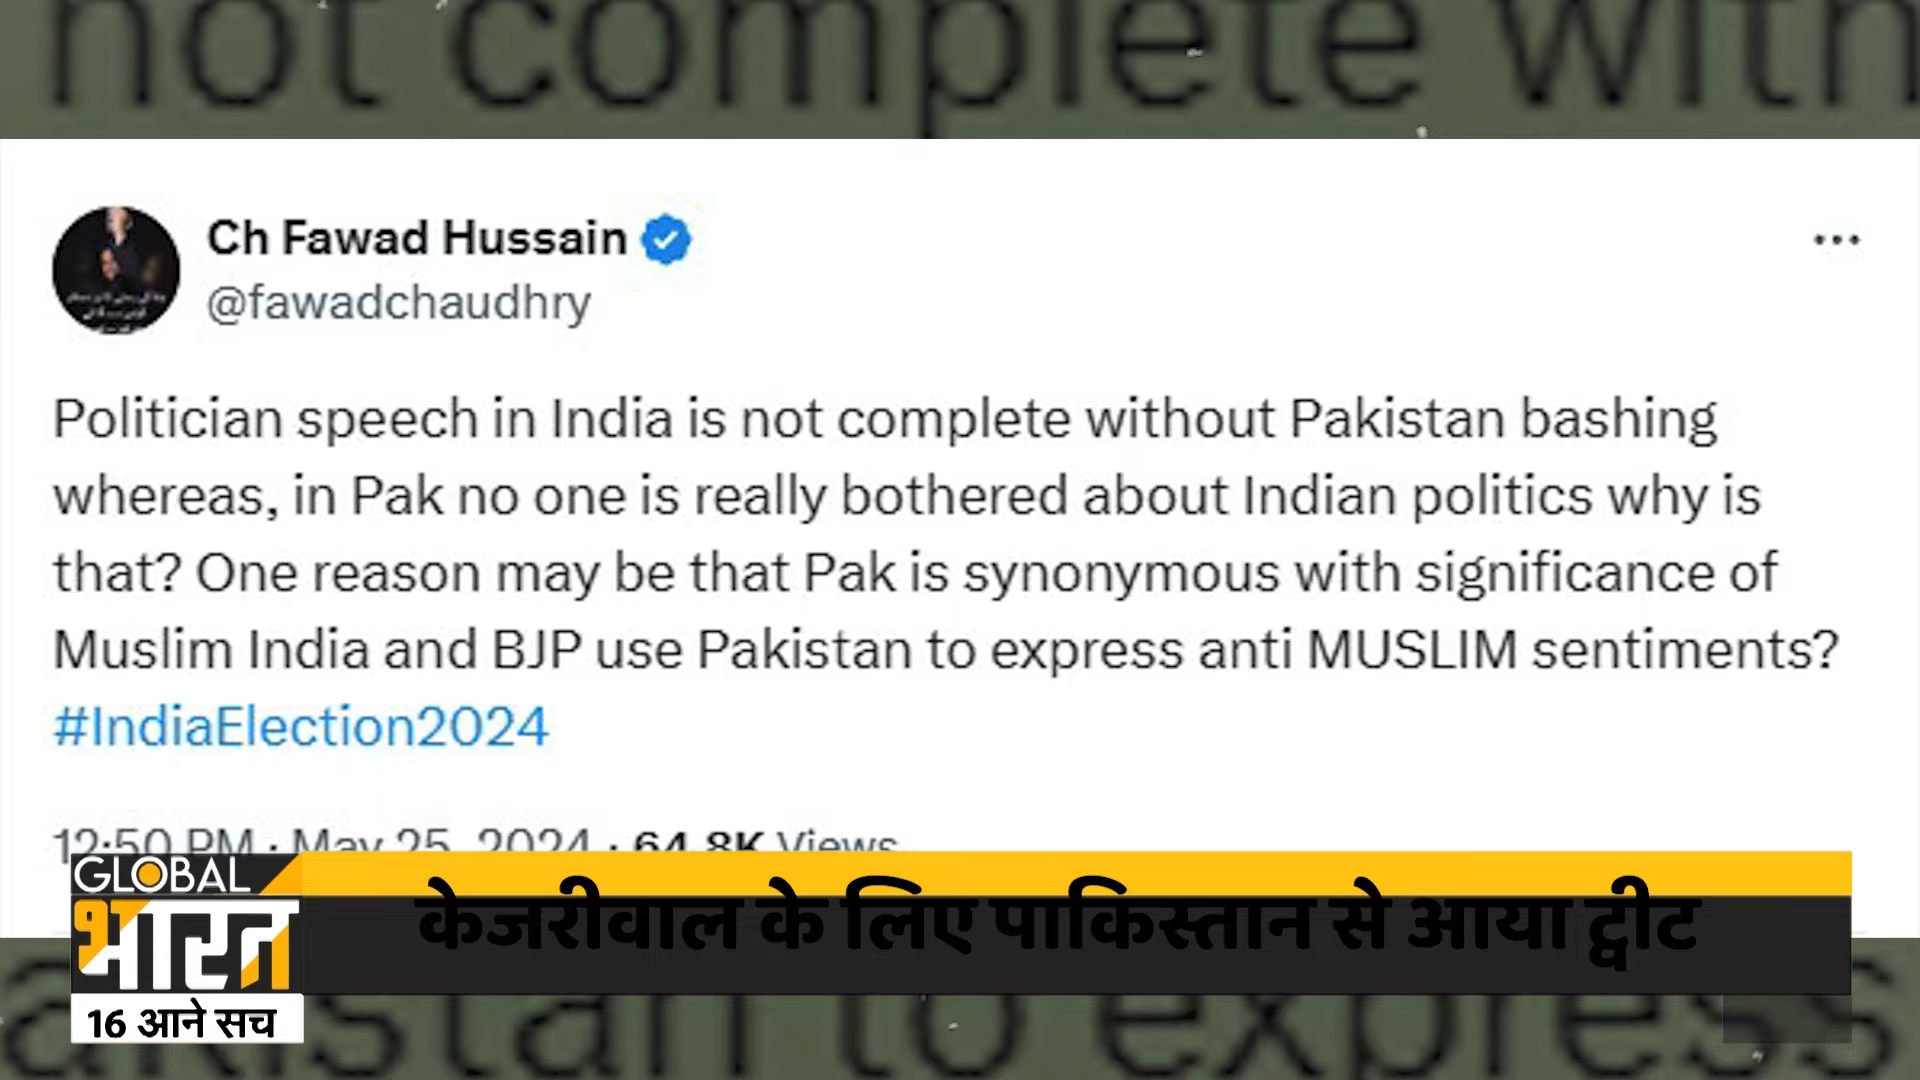 not complete with
Ch Fawad Hussain
@fawadchaudhry
Politician speech in India is not complete without Pakistan bashing
whereas, in Pak no one is really bothered about Indian politics why is
that? One reason may be that Pak is synonymous with significance of
Muslim India and BJP use Pakistan to express anti MUSLIM sentiments?
#IndiaElection2024
12:50 PM · May 25, 2024 · 64.8K Views
GLOBAL
भारत
16 आने सच
केजरीवाल के लिए पाकिस्तान से आया ट्वीट
akistan to express